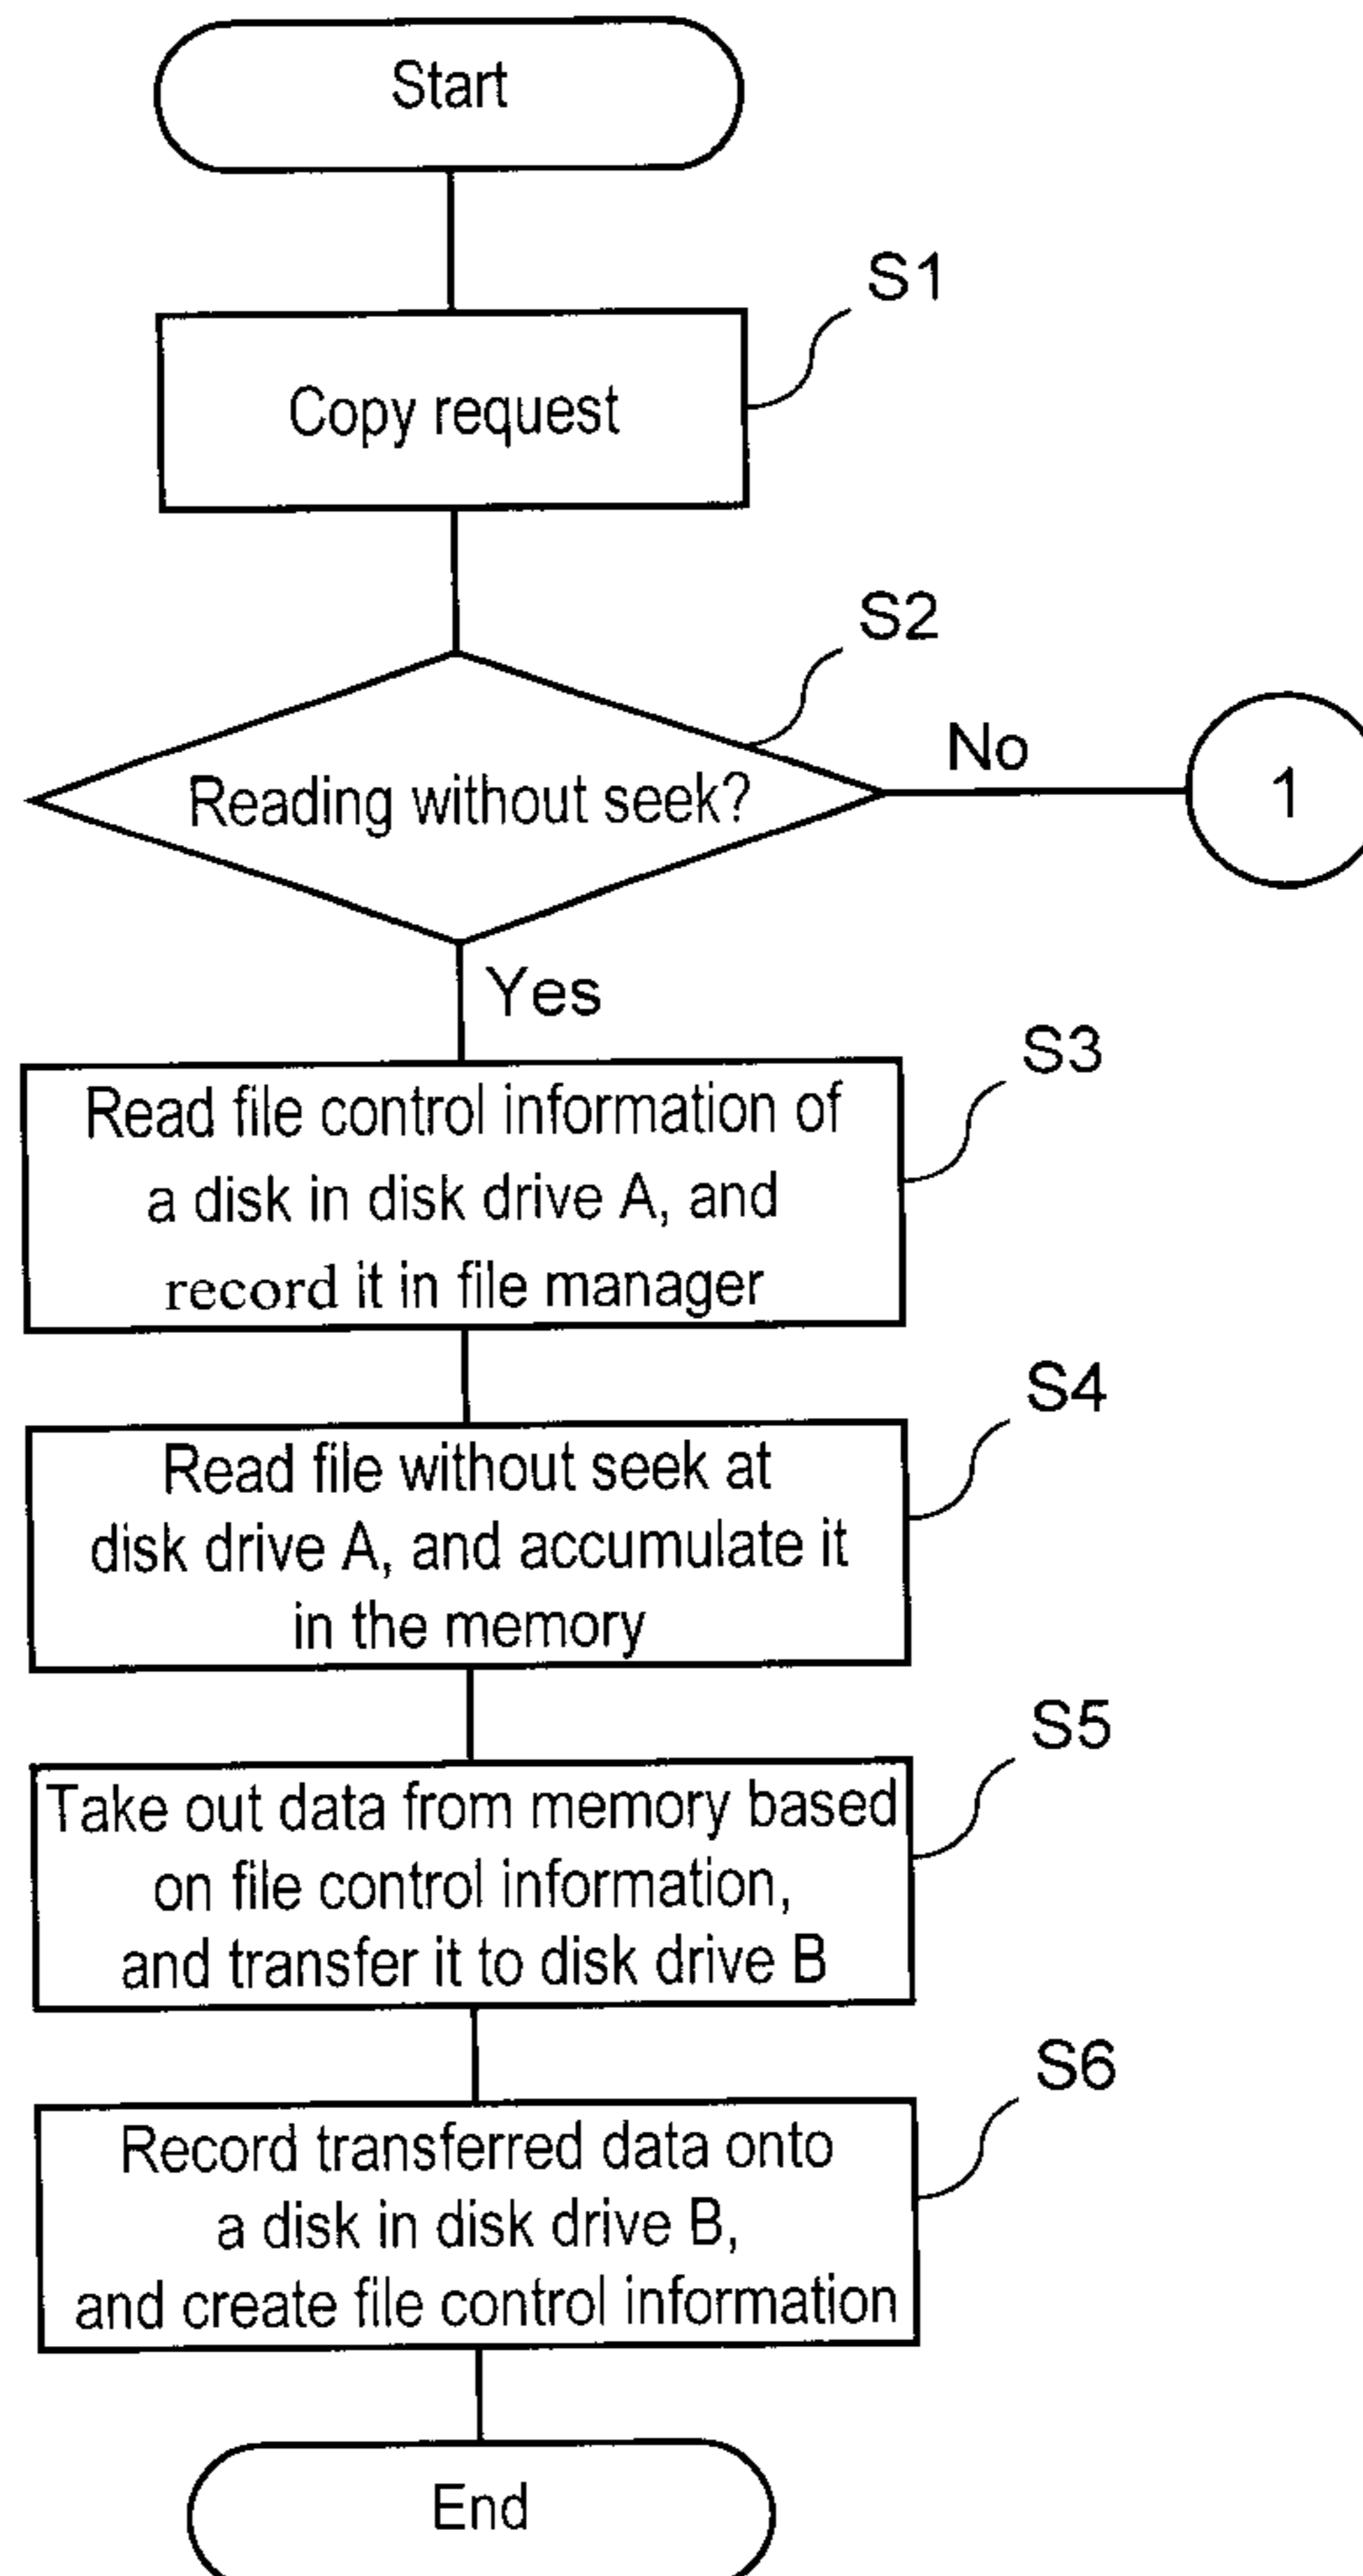 Start
S1
Copy request
S2
Reading without seek?
No
1
Yes
S3
Read file control information of
a disk in disk drive A, and
record it in file manager
S4
Read file without seek at
disk drive A, and accumulate it
in the memory
S5
Take out data from memory based
on file control information,
and transfer it to disk drive B
S6
Record transferred data onto
a disk in disk drive B,
and create file control information
End